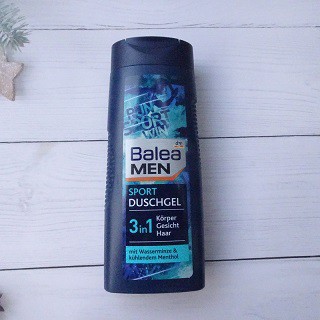 RUN
SPORT
WIN
Balea
MEN
SPORT
DUSCHGEL
3in1
Körper
Gesicht
Haar
mit Wasserminze &
kühlendem Menthol